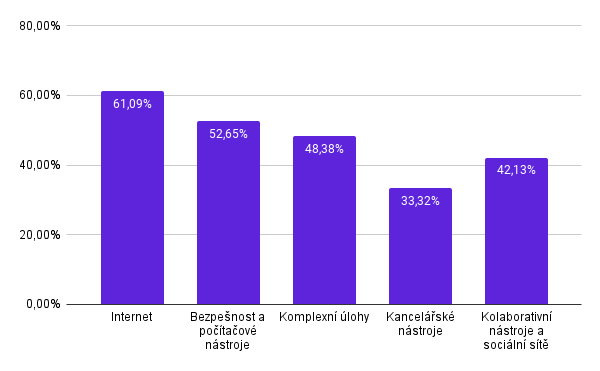 80,00%
60,00%
40,00%
20,00%
0,00%
61,09%
52,65%
48,38%
33,32%
42,13%
Internet
Bezpešnost a
počítačové
nástroje
Komplexní úlohy
Kancelářské
nástroje
Kolaborativní
nástroje a
sociální sítě